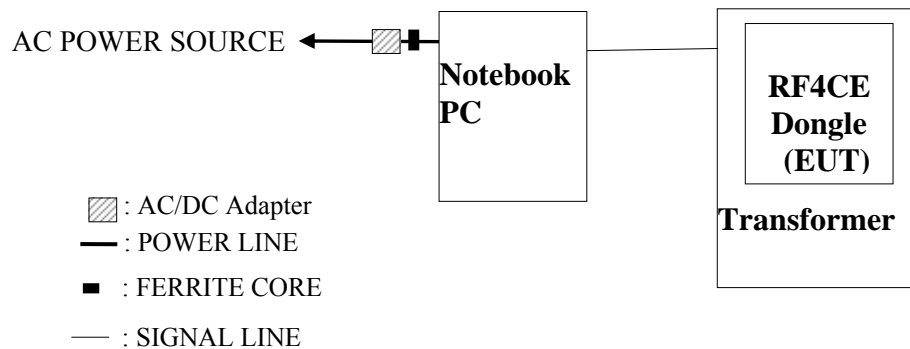 AC POWER SOURCE
Notebook
PC
RF4CE
Dongle
(EUT)
Transformer
: AC/DC Adapter
: POWER LINE
: FERRITE CORE
: SIGNAL LINE